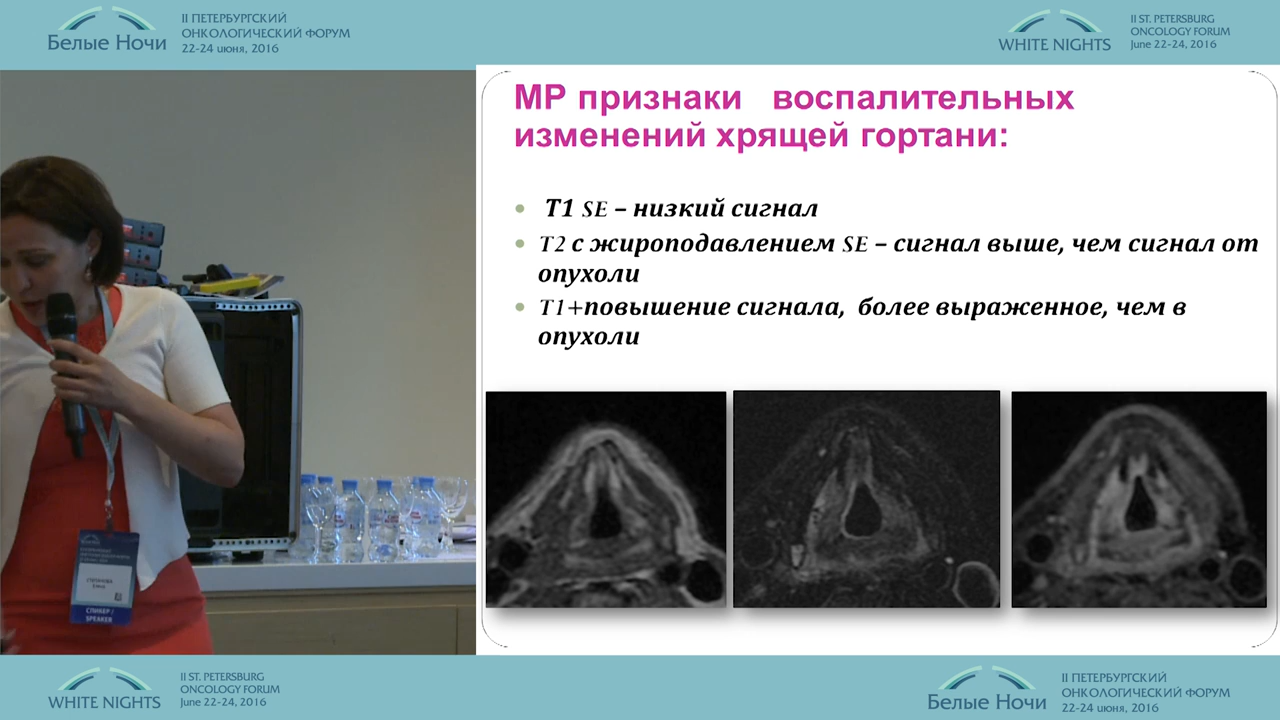 II ПЕТЕРБУРГСКИЙ
ОНКОЛОГИЧЕСКИЙ ФОРУМ
Белые Ночи
22-24 июня, 2016
II ST. PETERSBURG
ONCOLOGY FORUM
WHITE NIGHTS
June 22-24, 2016
МР признаки воспалительных
изменений хрящей гортани:
T1 SE – низкий сигнал
T2 с жироподавлением SE – сигнал выше, чем сигнал от
опухоли
T1+повышение сигнала, более выраженное, чем в
опухоли
СПИКЕР /
SPEAKER
II ST. PETERSBURG
ONCOLOGY FORUM
WHITE NIGHTS
June 22-24, 2016
II ПЕТЕРБУРГСКИЙ
ОНКОЛОГИЧЕСКИЙ ФОРУМ
Белые Ночи
22-24 июня, 2016